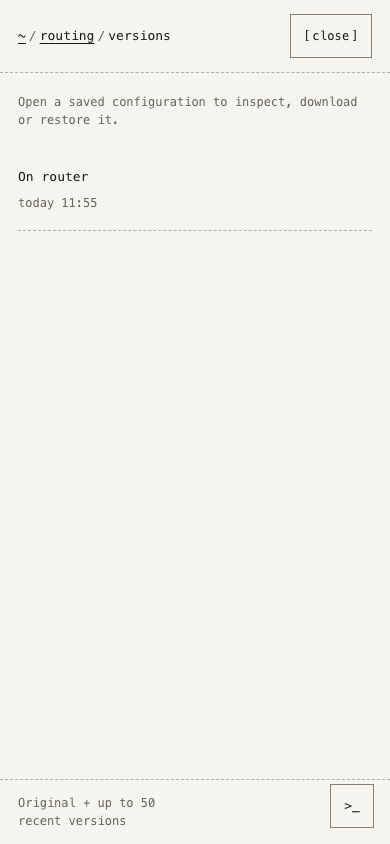 ~ / routing / versions [close]
Open a saved configuration to inspect, download
or restore it.
On router
today 11:55
Original + up to 50
recent versions
>_